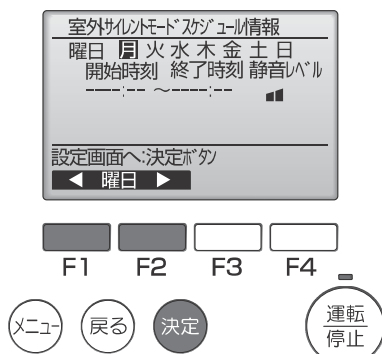 室外サイレントモードスケジュール情報
曜日 月 火 水 木 金 土 日
開始時刻 終了時刻 静音レベル
----:-- ～----:--
設定画面へ:決定ボタン
◀ 曜日 ▶
F1 F2 F3 F4
メニュー 戻る 決定 運転
停止